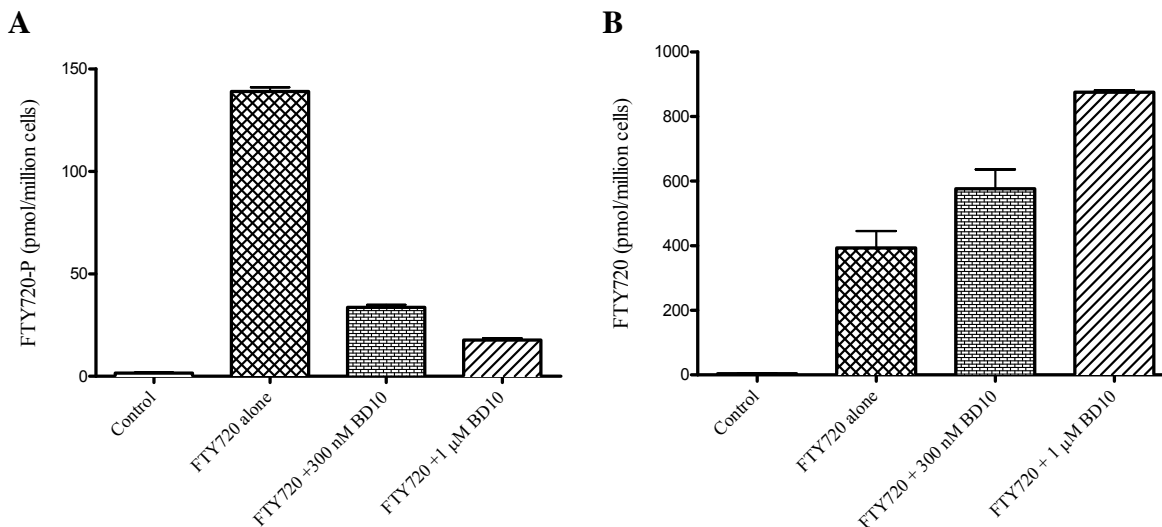 A
FTY720-P (pmol/million cells)
150
100
50
0
Control
FTY720 alone
FTY720 +300 nM BD10
FTY720 +1 µM BD10
B
FTY720 (pmol/million cells)
1000
800
600
400
200
0
Control
FTY720 alone
FTY720 + 300 nM BD10
FTY720 + 1 µM BD10